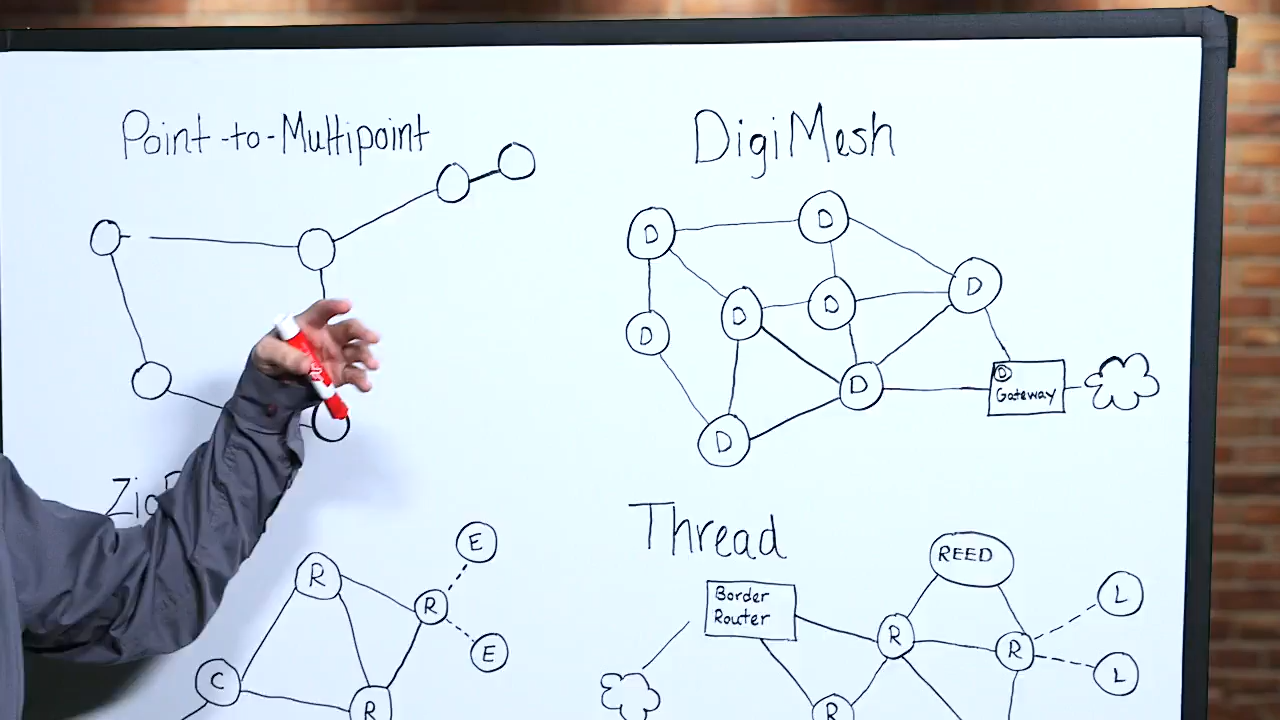 Point-to-Multipoint
DigiMesh
D
D
D
D
D
D
D
D
D
Gateway
Thread
REED
Border
Router
L
R
R
L
R
E
R
R
E
C
R